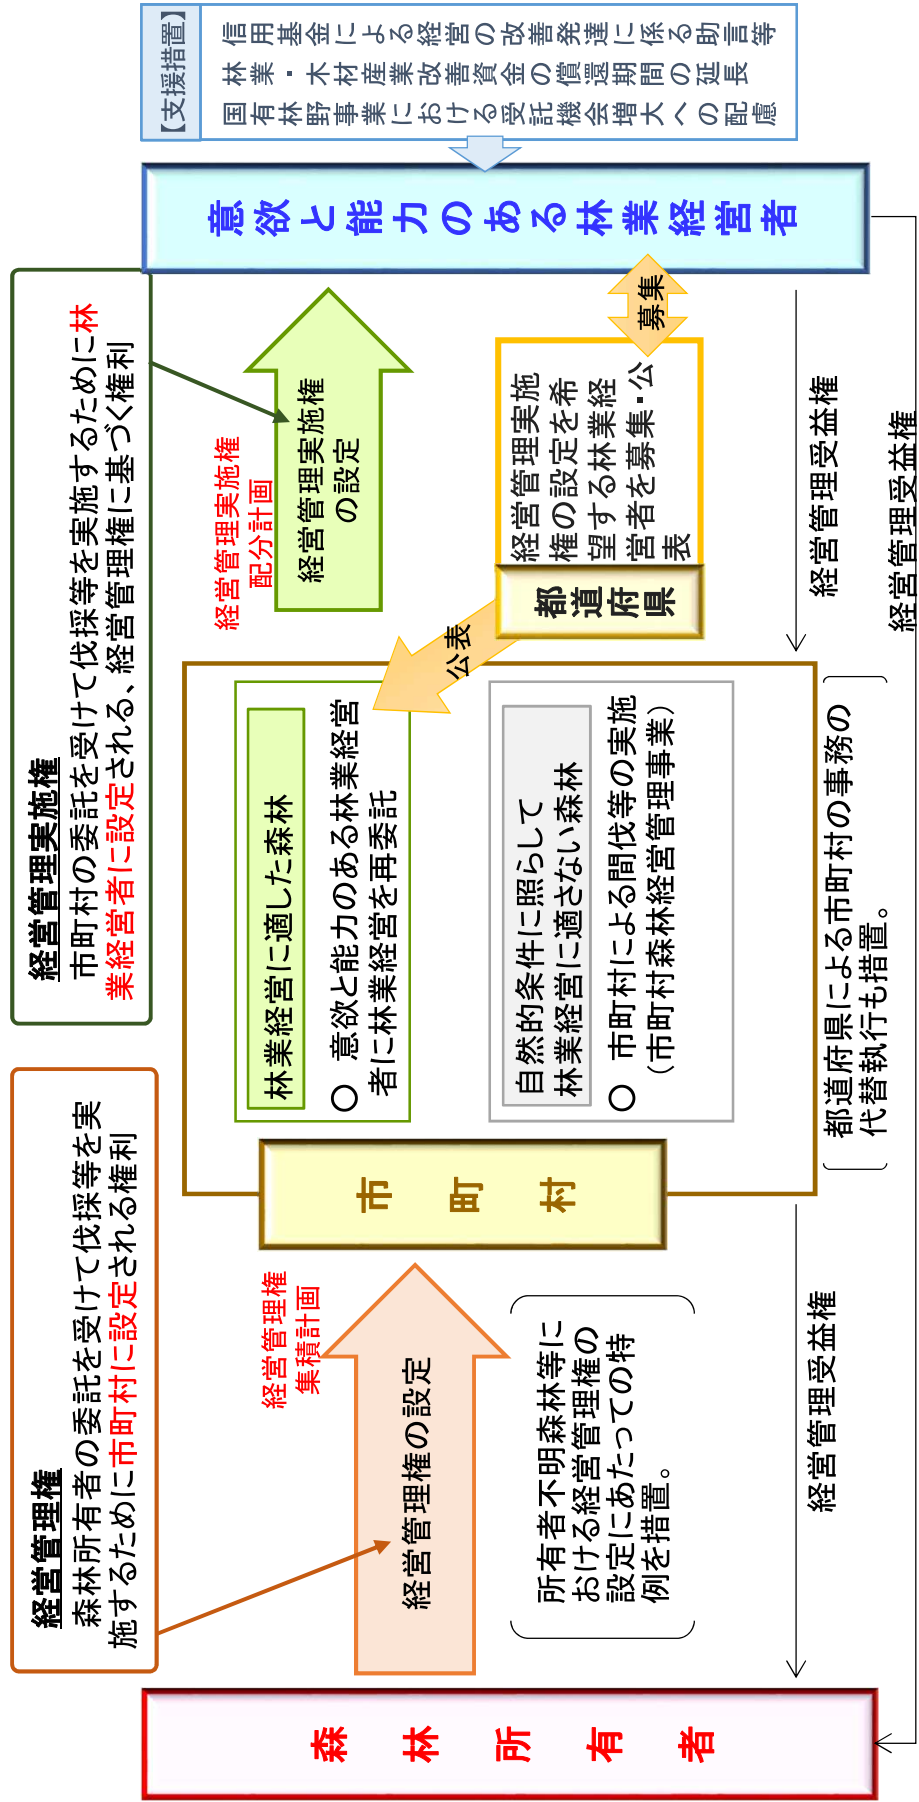 経営管理権
森林所有者の委託を受けて伐採等を実
施するために市町村に設定される権利
経営管理実施権
市町村の委託を受けて伐採等を実施するために林
業経営者に設定される、経営管理権に基づく権利
森林所有者
経営管理権
集積計画
経営管理権の設定
所有者不明森林等に
おける経営管理権の
設定にあたっての特
例を措置。
経営管理受益権
市町村
林業経営に適した森林
○ 意欲と能力のある林業経営
者に林業経営を再委託
自然的条件に照らして
林業経営に適さない森林
○ 市町村による間伐等の実施
（市町村森林経営管理事業）
都道府県による市町村の事務の
代替執行も措置。
経営管理実施権
配分計画
経営管理実施権
の設定
公表
都道府県
経営管理実施
権の設定を希
望する林業経
営者を募集・公
表
募集
経営管理受益権
経営管理受益権
意欲と能力のある林業経営者
【支援措置】
信用基金による経営の改善発達に係る助言等
林業・木材産業改善資金の償還期間の延長
国有林野事業における受託機会増大への配慮